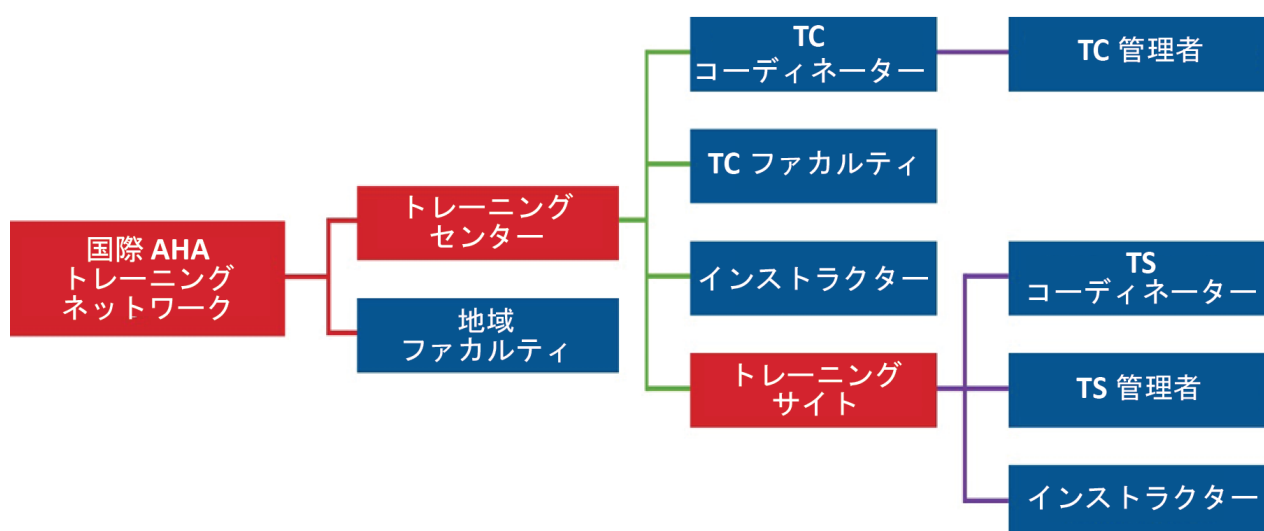 国際 AHA
トレーニング
ネットワーク
トレーニング
センター
地域
ファカルティ
TC
コーディネーター
TC ファカルティ
インストラクター
トレーニング
サイト
TC 管理者
TS
コーディネーター
TS 管理者
インストラクター